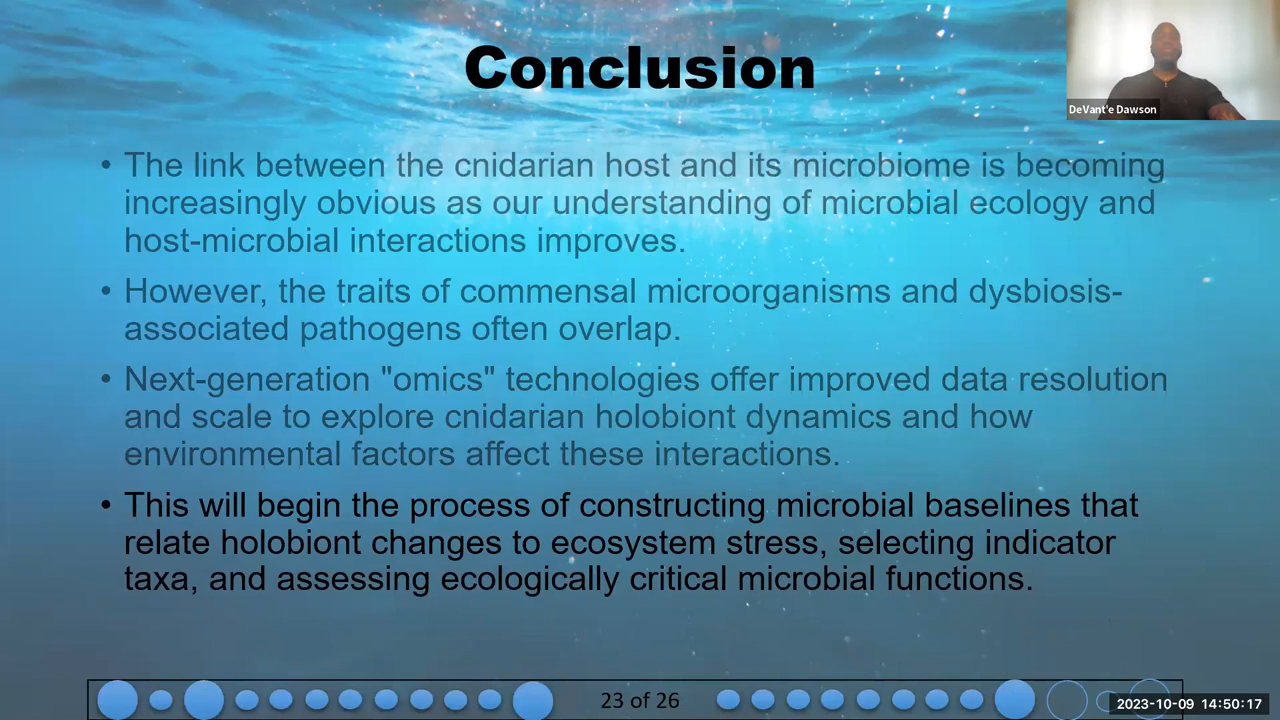 Conclusion
DeVant'e Dawson
• The link between the cnidarian host and its microbiome is becoming
increasingly obvious as our understanding of microbial ecology and
host-microbial interactions improves.
• However, the traits of commensal microorganisms and dysbiosis-
associated pathogens often overlap.
• Next-generation "omics" technologies offer improved data resolution
and scale to explore cnidarian holobiont dynamics and how
environmental factors affect these interactions.
• This will begin the process of constructing microbial baselines that
relate holobiont changes to ecosystem stress, selecting indicator
taxa, and assessing ecologically critical microbial functions.
23 of 26
2023-10-09 14:50:17